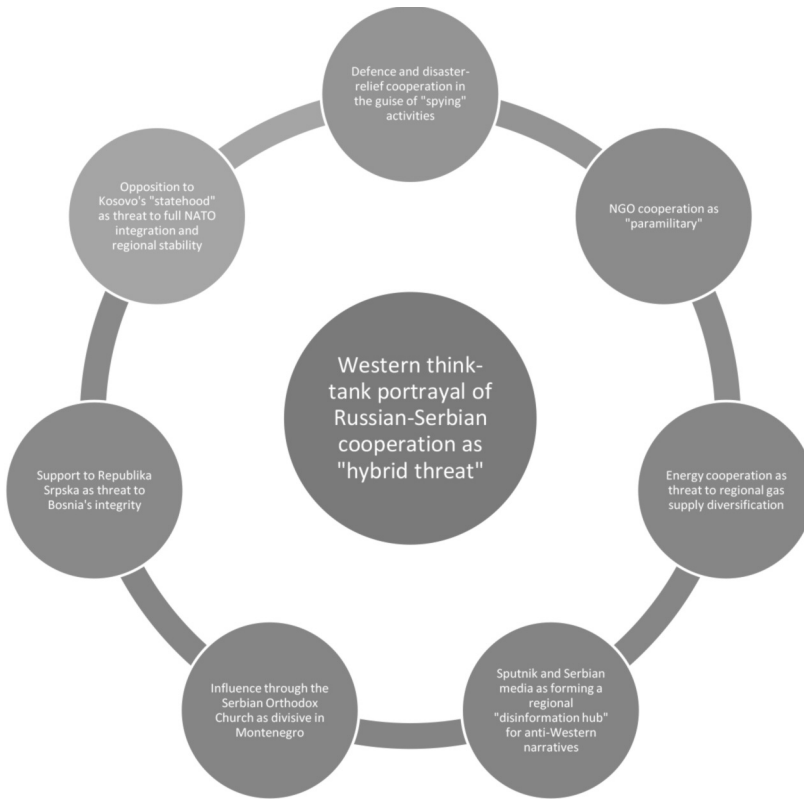 Defence and disaster-
relief cooperation in
the guise of "spying"
activities
NGO cooperation as
"paramilitary"
Energy cooperation as
threat to regional gas
supply diversification
Sputnik and Serbian
media as forming a
regional
"disinformation hub"
for anti-Western
narratives
Influence through the
Serbian Orthodox
Church as divisive in
Montenegro
Support to Republika
Srpska as threat to
Bosnia's integrity
Opposition to
Kosovo's "statehood"
as threat to full NATO
integration and
regional stability
Western think-
tank portrayal of
Russian-Serbian
cooperation as
"hybrid threat"